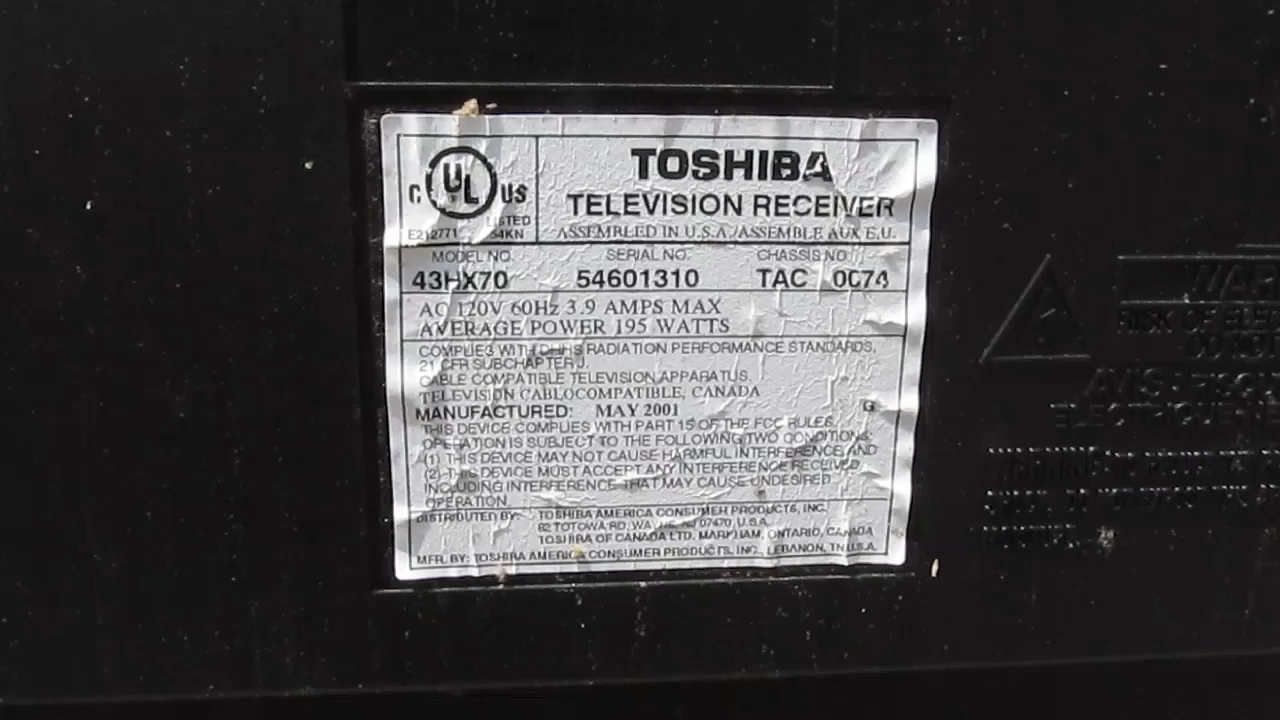 TOSHIBA
TELEVISION RECEIVER
ASSEMBLED IN U.S.A./ASSEMBLE AUX E.U.
C UL US
LISTED
E212771 54KN
MODEL NO. SERIAL NO. CHASSIS NO.
43HX70 54601310 TAC 0074
AC 120V 60Hz 3.9 AMPS MAX
AVERAGE POWER 195 WATTS
COMPLIES WITH DHHS RADIATION PERFORMANCE STANDARDS,
21 CFR SUBCHAPTER J.
CABLE COMPATIBLE TELEVISION APPARATUS.
TELEVISION CABLOCOMPATIBLE, CANADA
MANUFACTURED: MAY 2001 G
THIS DEVICE COMPLIES WITH PART 15 OF THE FCC RULES.
OPERATION IS SUBJECT TO THE FOLLOWING TWO CONDITIONS:
(1) THIS DEVICE MAY NOT CAUSE HARMFUL INTERFERENCE, AND
(2) THIS DEVICE MUST ACCEPT ANY INTERFERENCE RECEIVED,
INCLUDING INTERFERENCE THAT MAY CAUSE UNDESIRED
OPERATION.
DISTRIBUTED BY: TOSHIBA AMERICA CONSUMER PRODUCTS, INC.
82 TOTOWA RD, NJ 07470, U.S.A.
TOSHIBA OF CANADA LTD. MARKHAM, ONTARIO, CANADA
MFR. BY: TOSHIBA AMERICA CONSUMER PRODUCTS, INC., LEBANON, TN U.S.A.
RISK OF